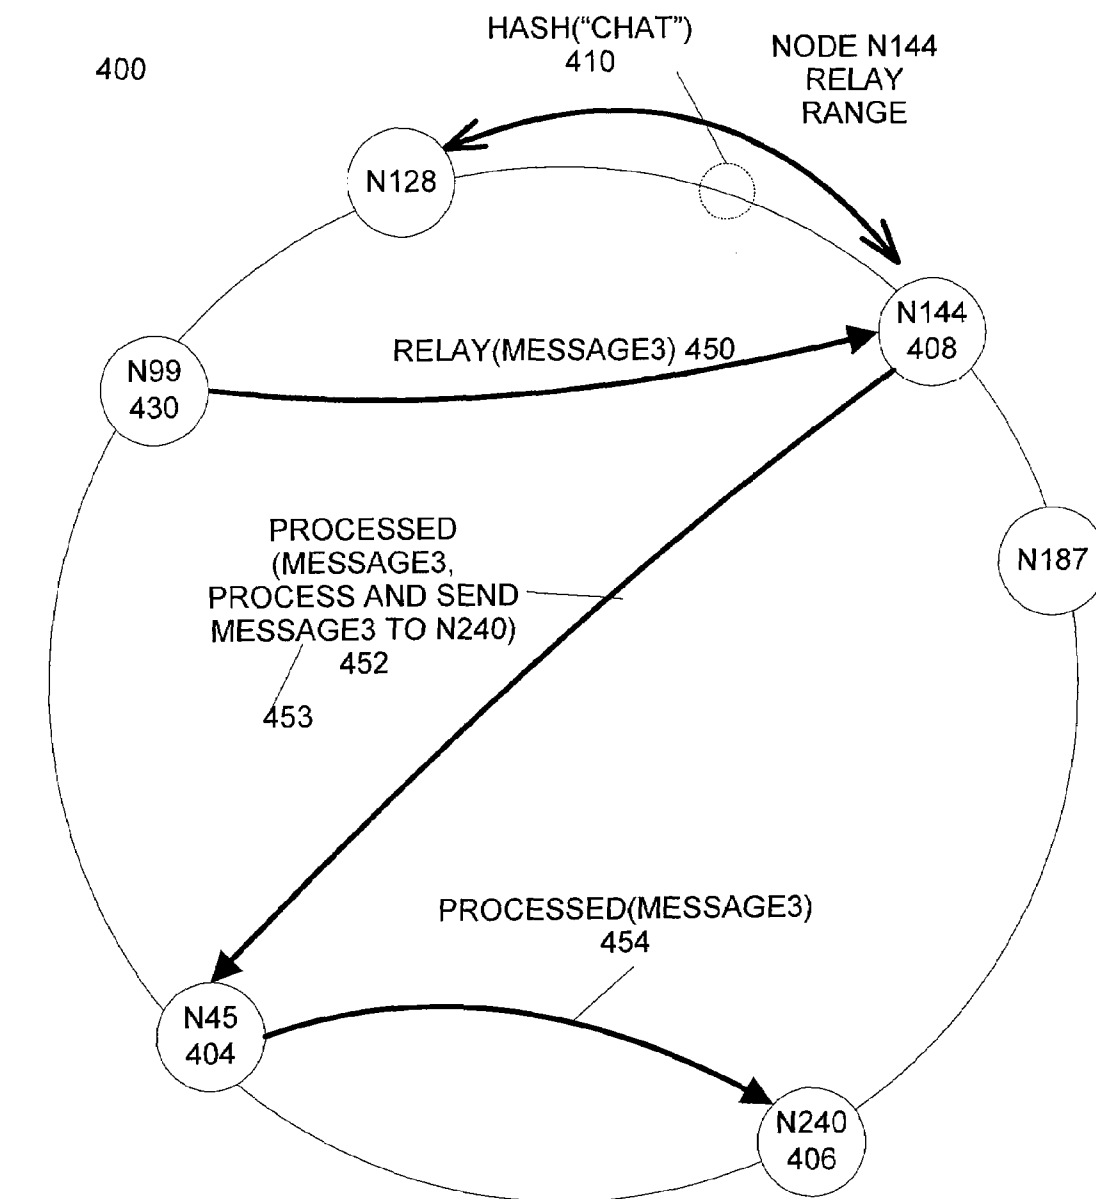 HASH(“CHAT”)
410
400
NODE N144
RELAY
RANGE
N128
N144
408
RELAY(MESSAGE3) 450
N99
430
PROCESSED
(MESSAGE3,
PROCESS AND SEND
MESSAGE3 TO N240)
452
453
N187
PROCESSED(MESSAGE3)
454
N45
404
N240
406